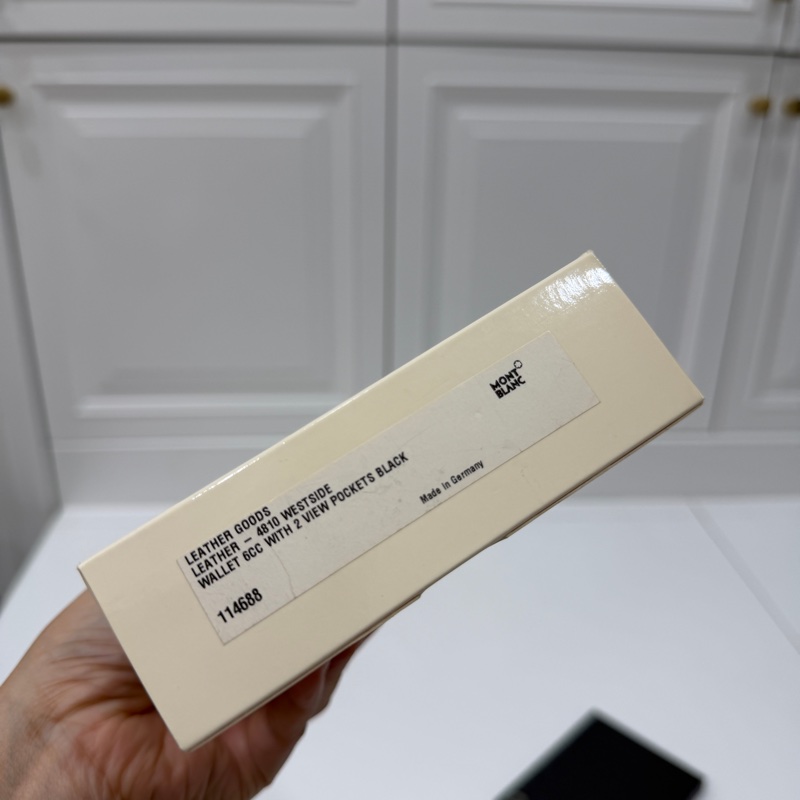 MONT
BLANC
LEATHER GOODS
LEATHER – 4810 WESTSIDE
WALLET 6CC WITH 2 VIEW POCKETS BLACK
Made in Germany
114688